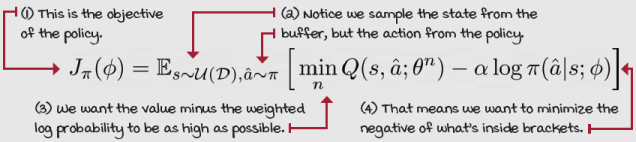 (1) This is the objective
of the policy.
(2) Notice we sample the state from the
buffer, but the action from the policy.
J_π(ϕ) = 𝔼_{s∼𝒰(𝒟),â∼π} [ min_n Q(s, â; θ^n) − α log π(â|s; ϕ) ]
(3) We want the value minus the weighted
log probability to be as high as possible.
(4) That means we want to minimize the
negative of what's inside brackets.